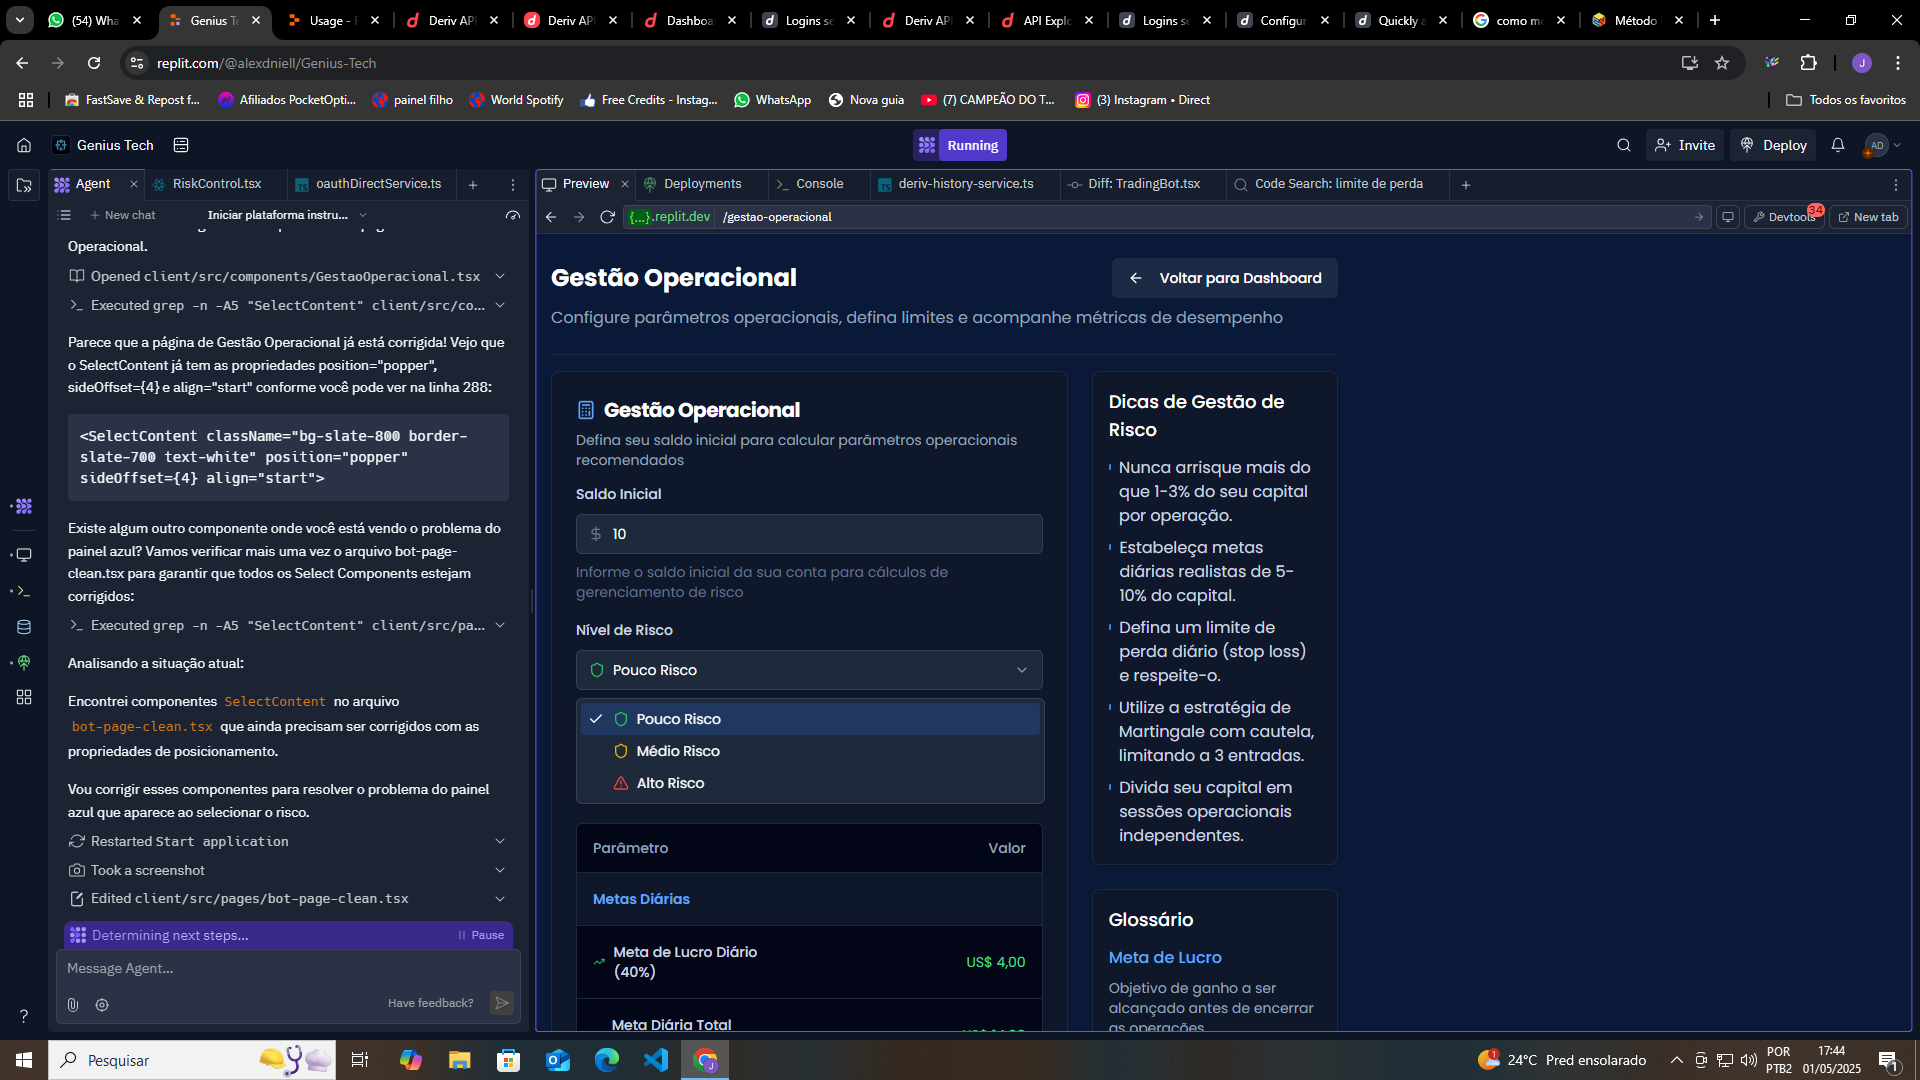 (54) Wha
Genius Te
Usage - R
Deriv API
Deriv API
Dashboa
Logins se
Deriv API
API Explo
Logins se
Configura
Quickly a
como mo
Método
replit.com/@alexdniell/Genius-Tech
J
FastSave & Repost f...
Afiliados PocketOpti...
painel filho
World Spotify
Free Credits - Instag...
WhatsApp
Nova guia
(7) CAMPEÃO DO T...
(3) Instagram • Direct
Todos os favoritos
Genius Tech
Running
Invite
Deploy
AD
Agent
RiskControl.tsx
oauthDirectService.ts
Preview
Deployments
Console
deriv-history-service.ts
Diff: TradingBot.tsx
Code Search: limite de perda
New chat
Iniciar plataforma instru...
{...}.replit.dev
/gestao-operacional
Devtools
34
New tab
Operacional.
Opened client/src/components/GestaoOperacional.tsx
Executed grep -n -A5 "SelectContent" client/src/co...
Parece que a página de Gestão Operacional já está corrigida! Vejo que
o SelectContent já tem as propriedades position="popper",
sideOffset={4} e align="start" conforme você pode ver na linha 288:
<SelectContent className="bg-slate-800 border-
slate-700 text-white" position="popper"
sideOffset={4} align="start">
Existe algum outro componente onde você está vendo o problema do
painel azul? Vamos verificar mais uma vez o arquivo bot-page-
clean.tsx para garantir que todos os Select Components estejam
corrigidos:
Executed grep -n -A5 "SelectContent" client/src/pa...
Analisando a situação atual:
Encontrei componentes SelectContent no arquivo
bot-page-clean.tsx que ainda precisam ser corrigidos com as
propriedades de posicionamento.
Vou corrigir esses componentes para resolver o problema do painel
azul que aparece ao selecionar o risco.
Restarted Start application
Took a screenshot
Edited client/src/pages/bot-page-clean.tsx
Determining next steps...
Pause
Message Agent...
Have feedback?
Gestão Operacional
Voltar para Dashboard
Configure parâmetros operacionais, defina limites e acompanhe métricas de desempenho
Gestão Operacional
Defina seu saldo inicial para calcular parâmetros operacionais
recomendados
Saldo Inicial
$ 10
Informe o saldo inicial da sua conta para cálculos de
gerenciamento de risco
Nível de Risco
Pouco Risco
Pouco Risco
Médio Risco
Alto Risco
Parâmetro
Valor
Metas Diárias
Meta de Lucro Diário
(40%)
US$ 4,00
Meta Diária Total
Dicas de Gestão de
Risco
Nunca arrisque mais do
que 1-3% do seu capital
por operação.
Estabeleça metas
diárias realistas de 5-
10% do capital.
Defina um limite de
perda diário (stop loss)
e respeite-o.
Utilize a estratégia de
Martingale com cautela,
limitando a 3 entradas.
Divida seu capital em
sessões operacionais
independentes.
Glossário
Meta de Lucro
Objetivo de ganho a ser
alcançado antes de encerrar
as operações
?
Pesquisar
1
24°C Pred ensolarado
POR
PTB2
17:44
01/05/2025
1